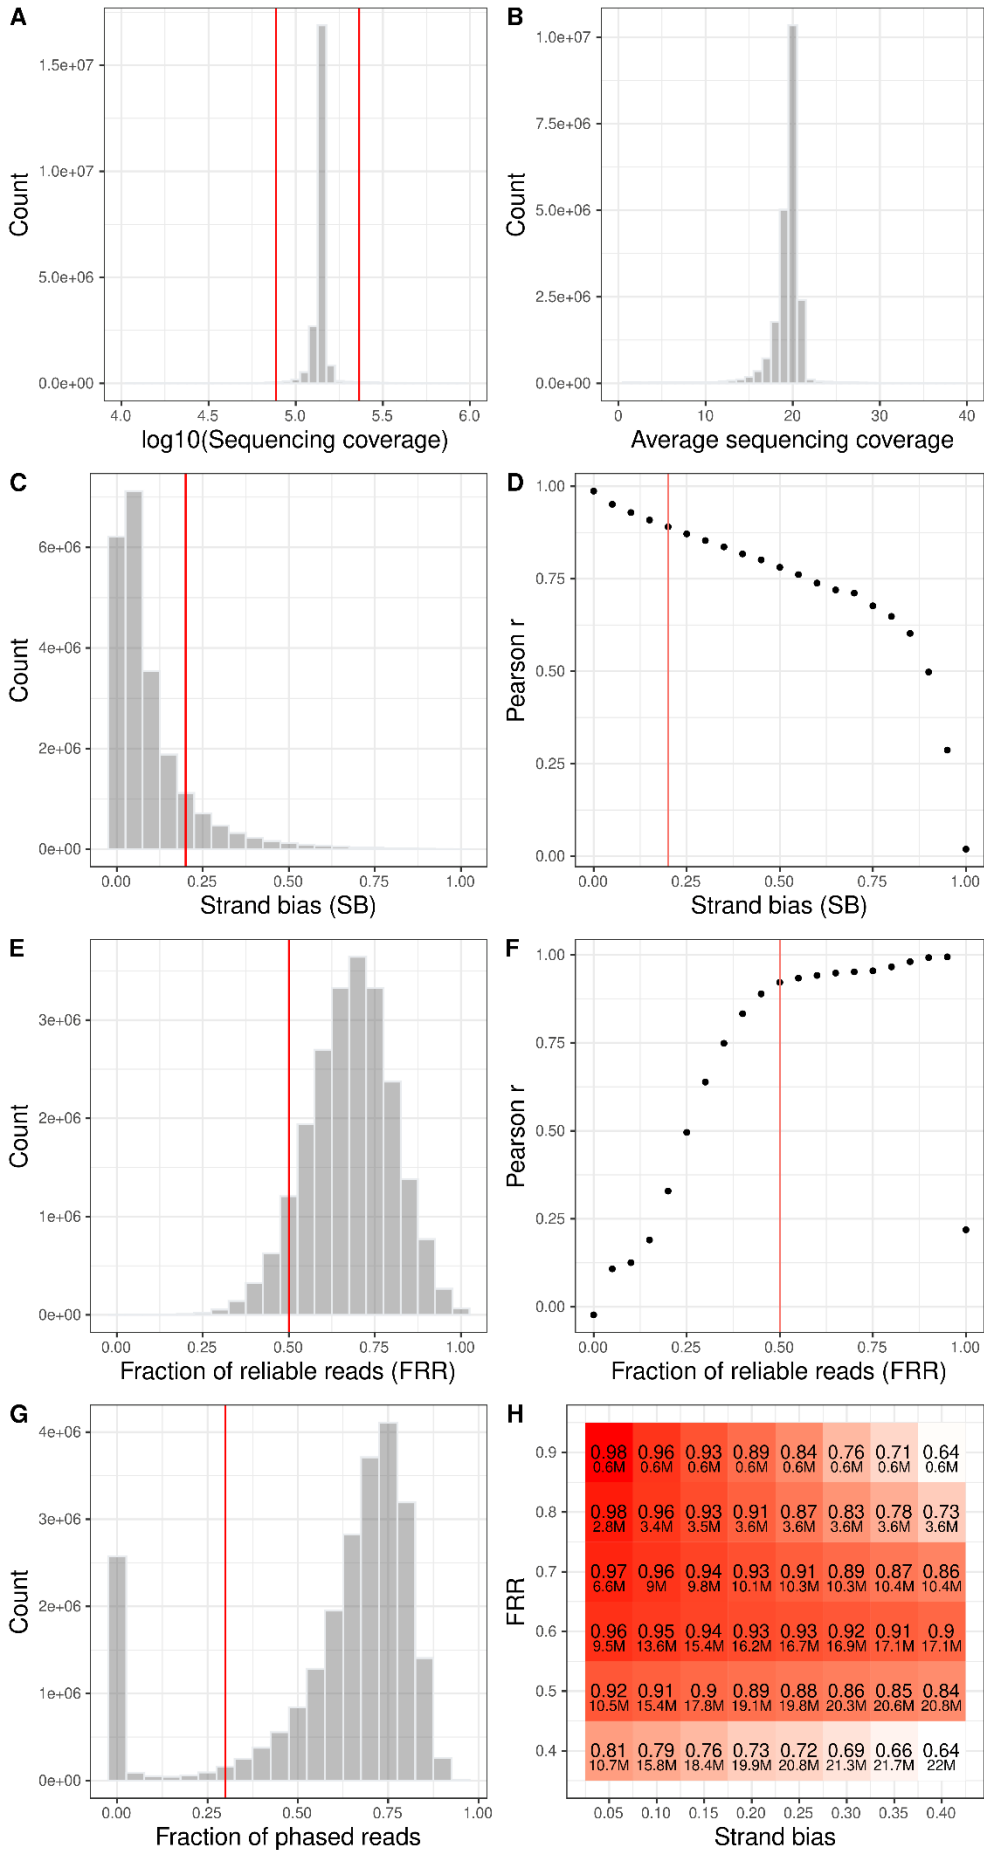 A
Count
1.5e+07
1.0e+07
5.0e+06
0.0e+00
4.0 4.5 5.0 5.5 6.0
log10(Sequencing coverage)
B
Count
1.0e+07
7.5e+06
5.0e+06
2.5e+06
0.0e+00
0 10 20 30 40
Average sequencing coverage
C
Count
6e+06
4e+06
2e+06
0e+00
0.00 0.25 0.50 0.75 1.00
Strand bias (SB)
D
Pearson r
1.00
0.75
0.50
0.25
0.00
0.00 0.25 0.50 0.75 1.00
Strand bias (SB)
E
Count
3e+06
2e+06
1e+06
0e+00
0.00 0.25 0.50 0.75 1.00
Fraction of reliable reads (FRR)
F
Pearson r
1.00
0.75
0.50
0.25
0.00
0.00 0.25 0.50 0.75 1.00
Fraction of reliable reads (FRR)
G
Count
4e+06
3e+06
2e+06
1e+06
0e+00
0.00 0.25 0.50 0.75 1.00
Fraction of phased reads
H
FRR
0.9 0.98 0.96 0.93 0.89 0.84 0.76 0.71 0.64
0.6M 0.6M 0.6M 0.6M 0.6M 0.6M 0.6M 0.6M
0.8 0.98 0.96 0.93 0.91 0.87 0.83 0.78 0.73
2.8M 3.4M 3.5M 3.6M 3.6M 3.6M 3.6M 3.6M
0.7 0.97 0.96 0.94 0.93 0.91 0.89 0.87 0.86
6.6M 9M 9.8M 10.1M 10.3M 10.3M 10.4M 10.4M
0.6 0.96 0.95 0.94 0.93 0.93 0.92 0.91 0.9
9.5M 13.6M 15.4M 16.2M 16.7M 16.9M 17.1M 17.1M
0.5 0.92 0.91 0.9 0.89 0.88 0.86 0.85 0.84
10.5M 15.4M 17.8M 19.1M 19.8M 20.3M 20.6M 20.8M
0.4 0.81 0.79 0.76 0.73 0.72 0.69 0.66 0.64
10.7M 15.8M 18.4M 19.9M 20.8M 21.3M 21.7M 22M
0.05 0.10 0.15 0.20 0.25 0.30 0.35 0.40
Strand bias